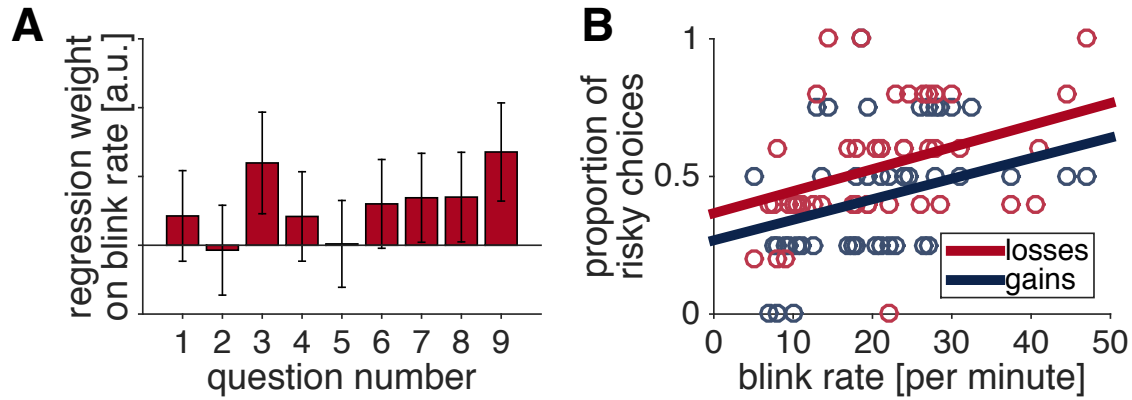 A
regression weight
on blink rate [a.u.]
1 2 3 4 5 6 7 8 9
question number
B
proportion of
risky choices
1
0.5
0
0 10 20 30 40 50
blink rate [per minute]
losses
gains